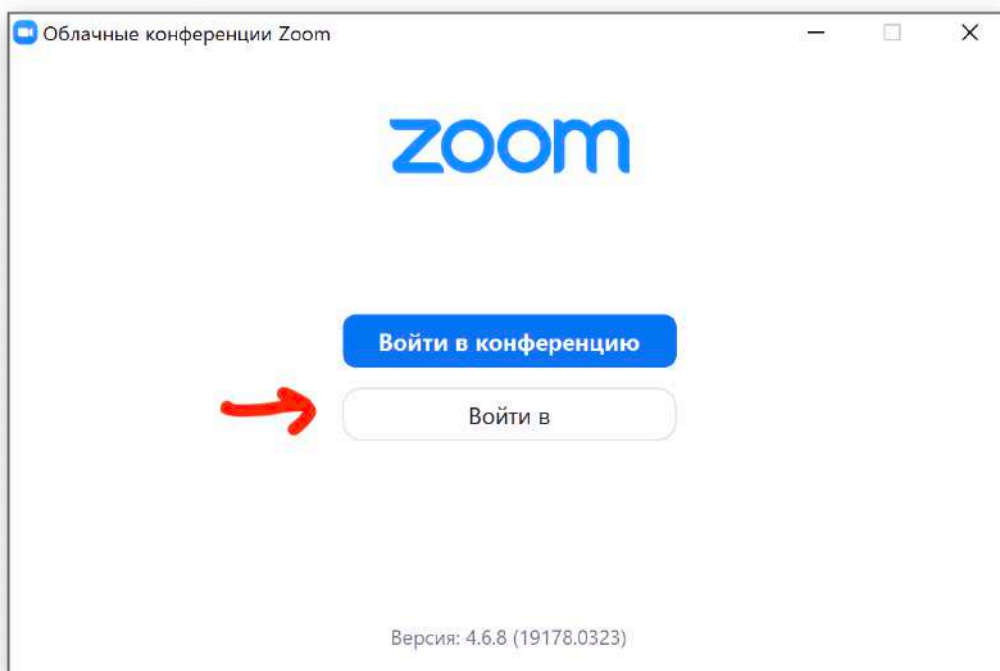 Облачные конференции Zoom
zoom
Войти в конференцию
Войти в
Версия: 4.6.8 (19178.0323)